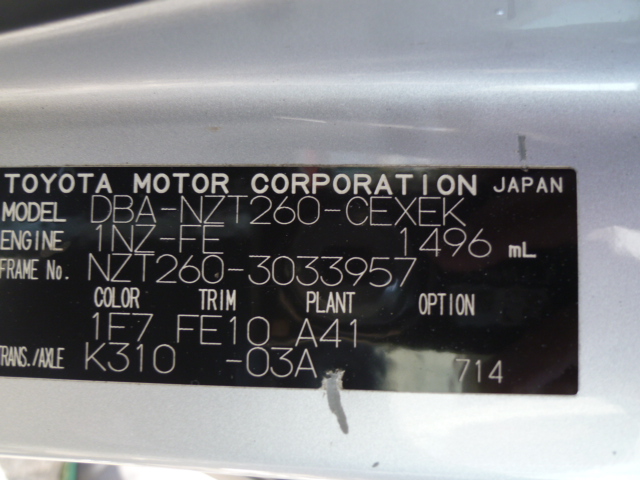 TOYOTA MOTOR CORPORATION JAPAN
MODEL DBA-NZT260-CEXEK
ENGINE 1NZ-FE 1496 mL
FRAME No. NZT260-3033957
COLOR TRIM PLANT OPTION
1F7 FE10 A41
TRANS./AXLE K310 -03A 714